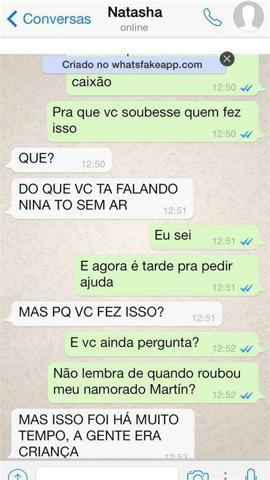 Conversas
Natasha
online
Criado no whatsfakeapp.com
caixão
12:50
Pra que vc soubesse quem fez
isso
12:50
QUE?
12:50
DO QUE VC TA FALANDO
NINA TO SEM AR
12:51
Eu sei
12:51
E agora é tarde pra pedir
ajuda
12:51
MAS PQ VC FEZ ISSO?
12:51
E vc ainda pergunta?
12:52
Não lembra de quando roubou
meu namorado Martín?
12:52
MAS ISSO FOI HÁ MUITO
TEMPO, A GENTE ERA
CRIANÇA
12:53